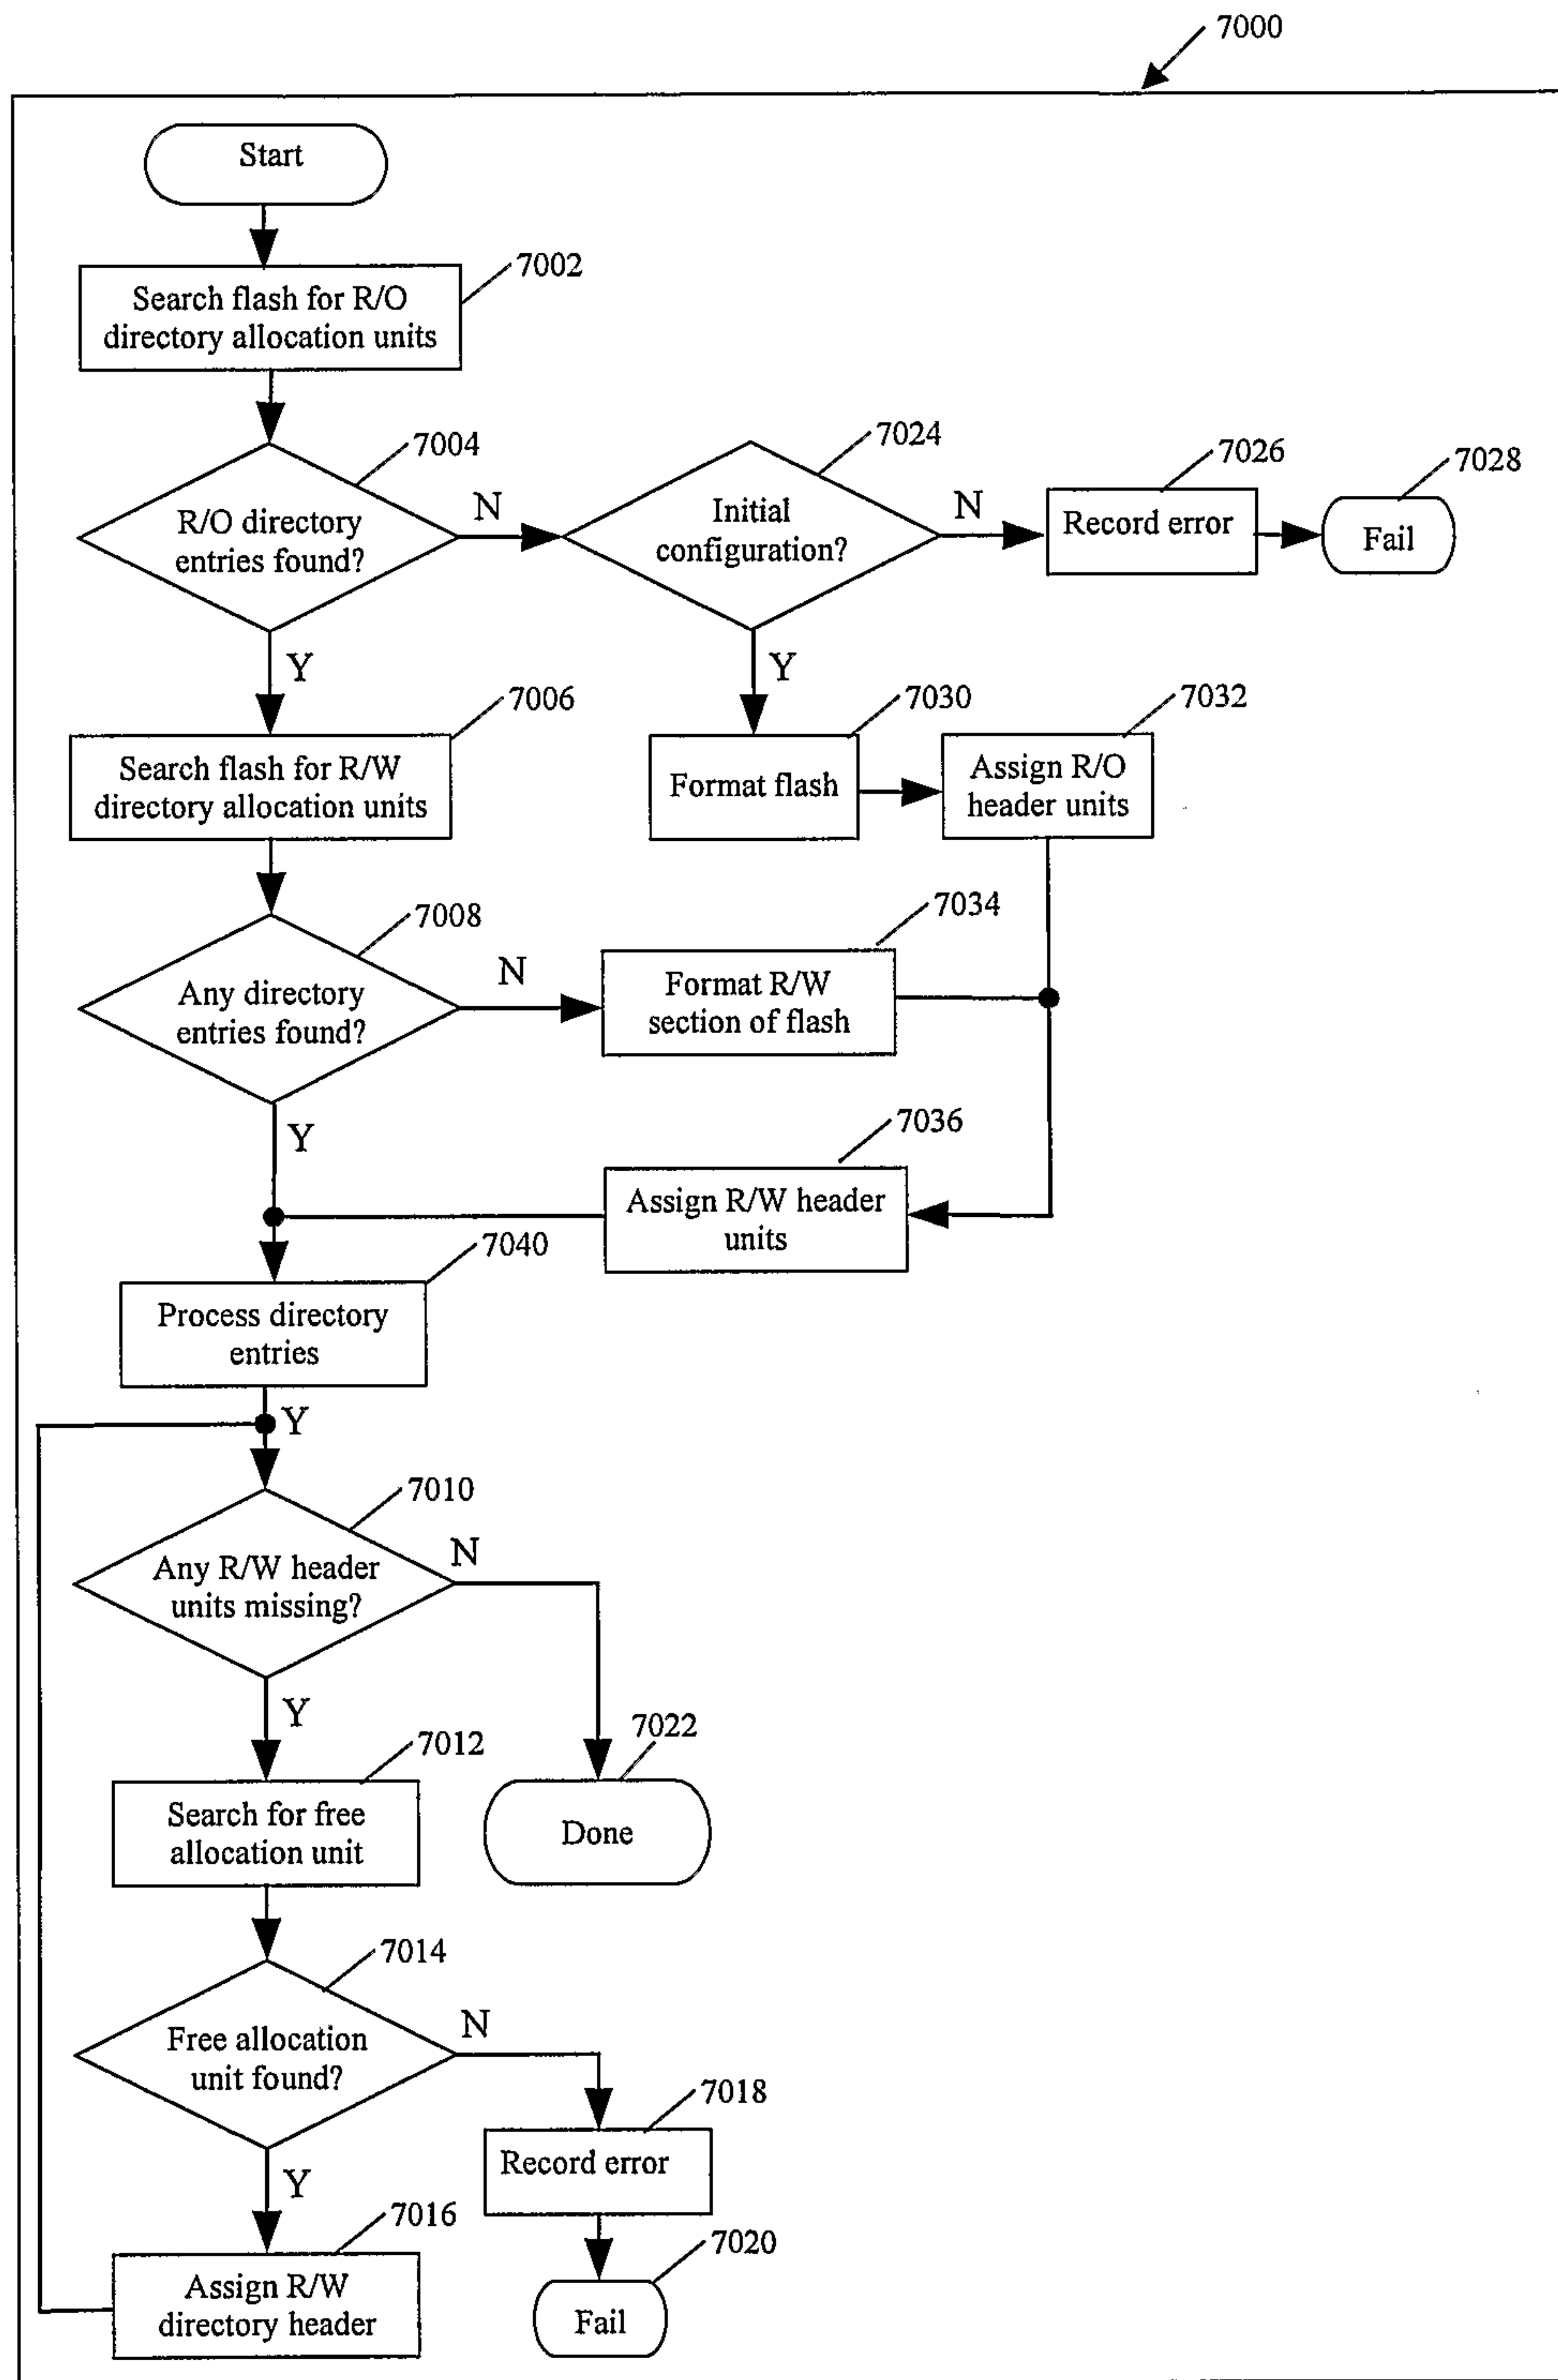 7000
Start
7002
Search flash for R/O
directory allocation units
7004
R/O directory
entries found?
N
7024
Initial
configuration?
N
7026
Record error
7028
Fail
Y
Y
7006
Search flash for R/W
directory allocation units
7030
Format flash
7032
Assign R/O
header units
7008
Any directory
entries found?
N
7034
Format R/W
section of flash
Y
7036
Assign R/W header
units
7040
Process directory
entries
Y
7010
Any R/W header
units missing?
N
Y
7012
Search for free
allocation unit
7022
Done
7014
Free allocation
unit found?
N
7018
Record error
Y
7016
Assign R/W
directory header
7020
Fail